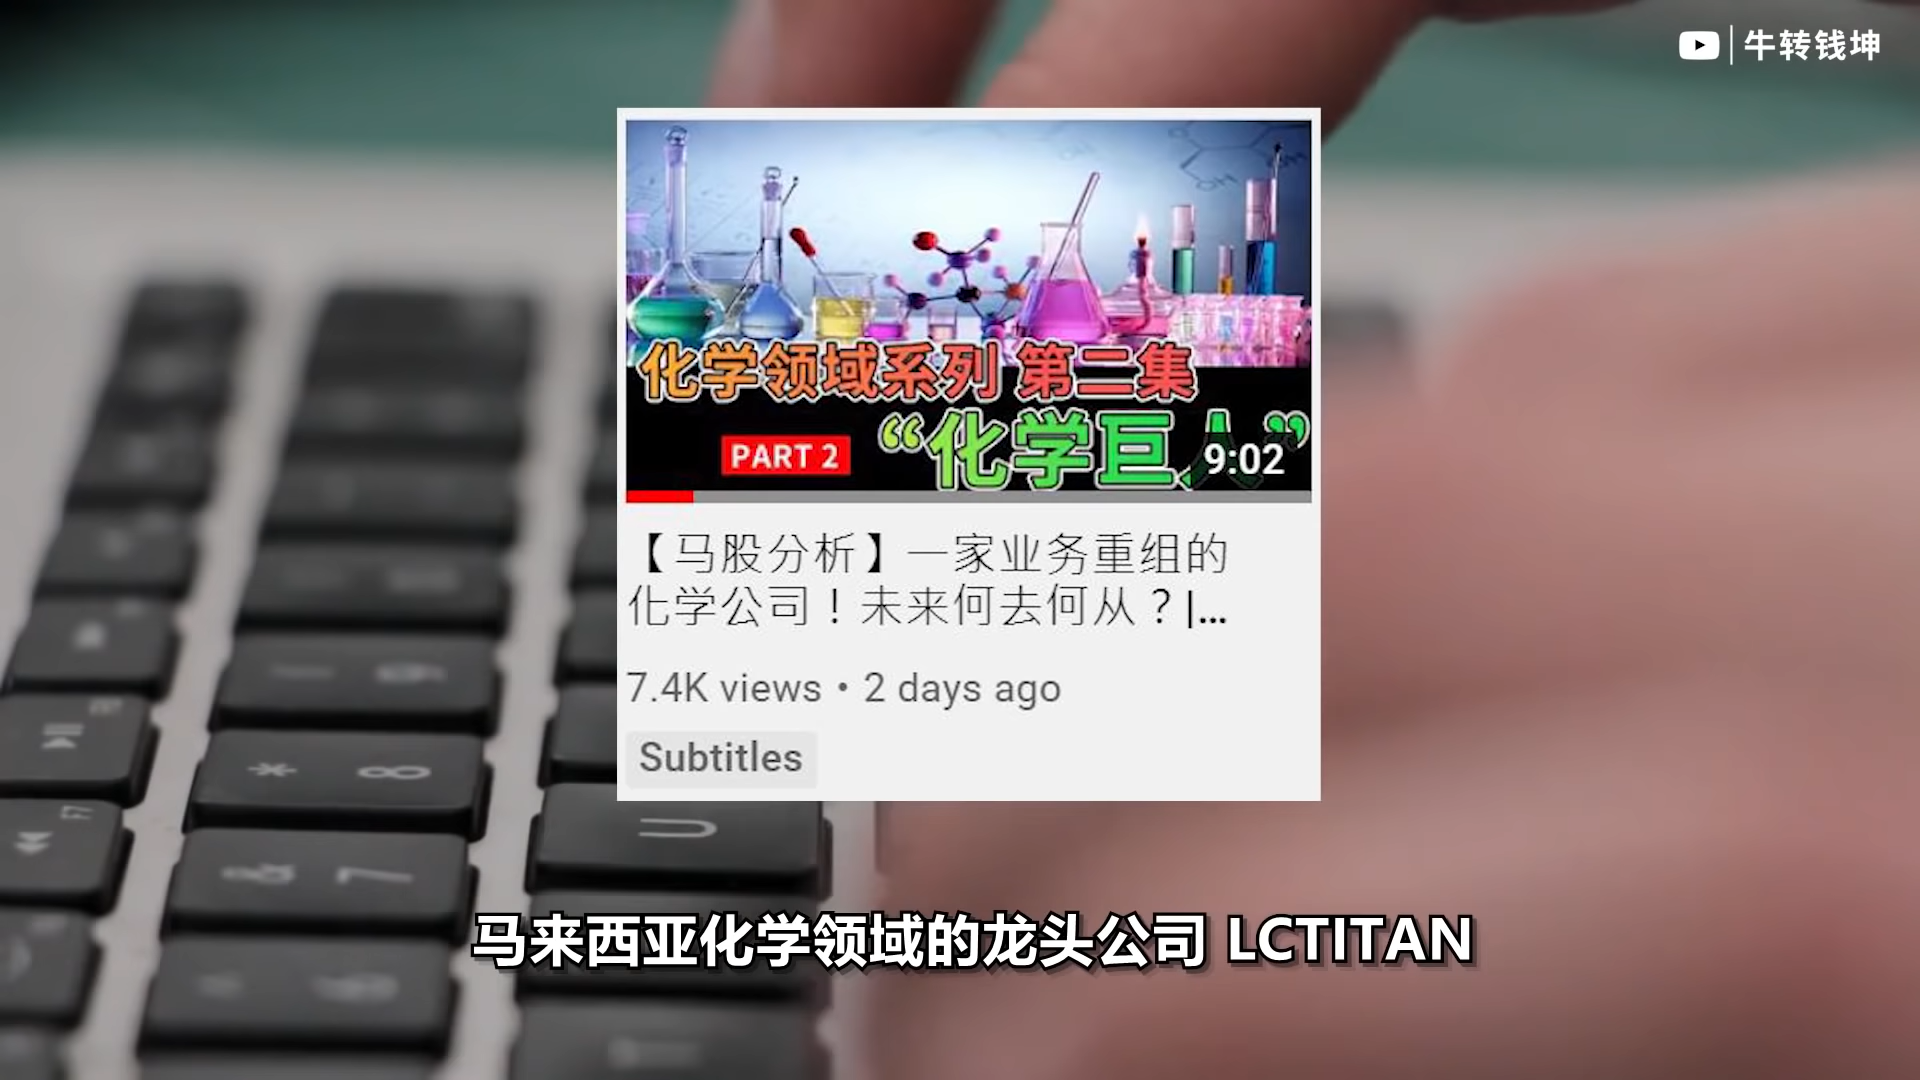 牛转钱坤
化学领域系列 第二集
PART 2
“化学巨人”
9:02
【马股分析】一家业务重组的
化学公司！未来何去何从？|...
7.4K views • 2 days ago
Subtitles
马来西亚化学领域的龙头公司 LCTITAN